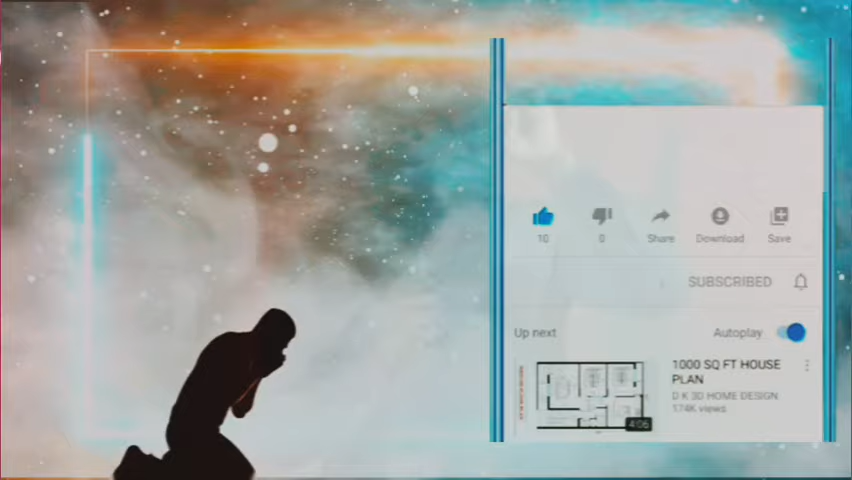 10 0 Share Download Save
SUBSCRIBED
Up next Autoplay
1000 SQ FT HOUSE
PLAN
D K 3D HOME DESIGN
174K views
4:06